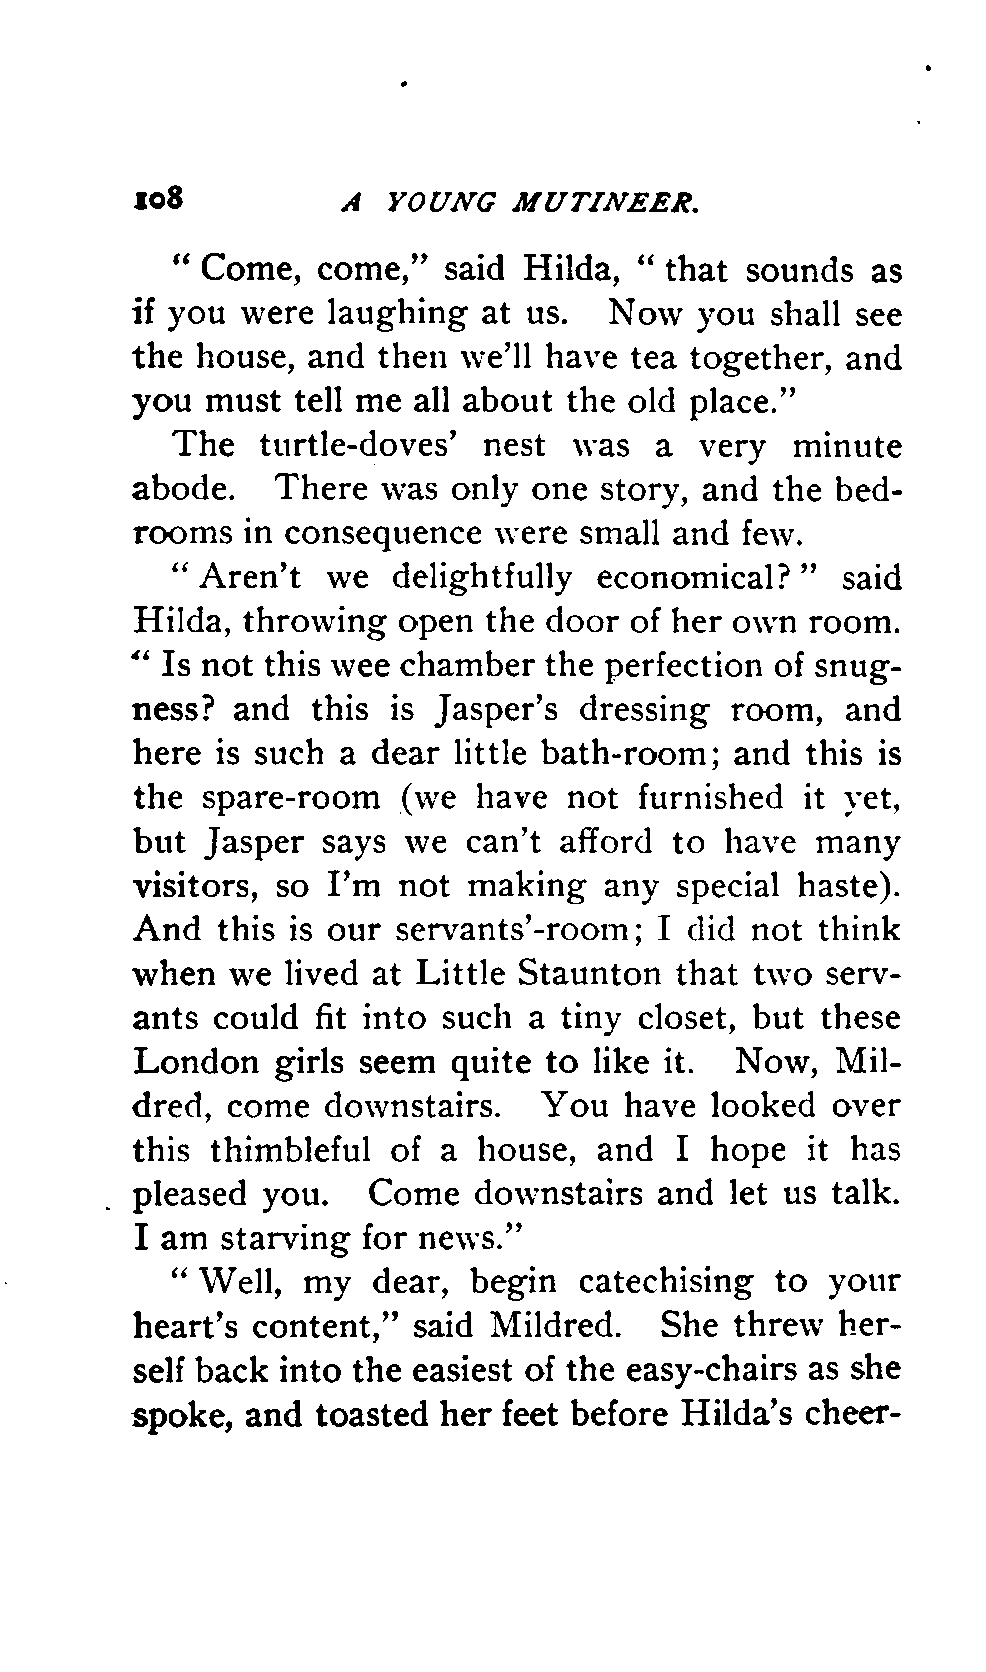 108 A YOUNG MUTINEER.
" Come, come," said Hilda, " that sounds as
if you were laughing at us. Now you shall see
the house, and then we'll have tea together, and
you must tell me all about the old place."
The turtle-doves' nest was a very minute
abode. There was only one story, and the bed-
rooms in consequence were small and few.
" Aren't we delightfully economical? " said
Hilda, throwing open the door of her own room.
" Is not this wee chamber the perfection of snug-
ness? and this is Jasper's dressing room, and
here is such a dear little bath-room; and this is
the spare-room (we have not furnished it yet,
but Jasper says we can't afford to have many
visitors, so I'm not making any special haste).
And this is our servants'-room; I did not think
when we lived at Little Staunton that two serv-
ants could fit into such a tiny closet, but these
London girls seem quite to like it. Now, Mil-
dred, come downstairs. You have looked over
this thimbleful of a house, and I hope it has
pleased you. Come downstairs and let us talk.
I am starving for news."
" Well, my dear, begin catechising to your
heart's content," said Mildred. She threw her-
self back into the easiest of the easy-chairs as she
spoke, and toasted her feet before Hilda's cheer-